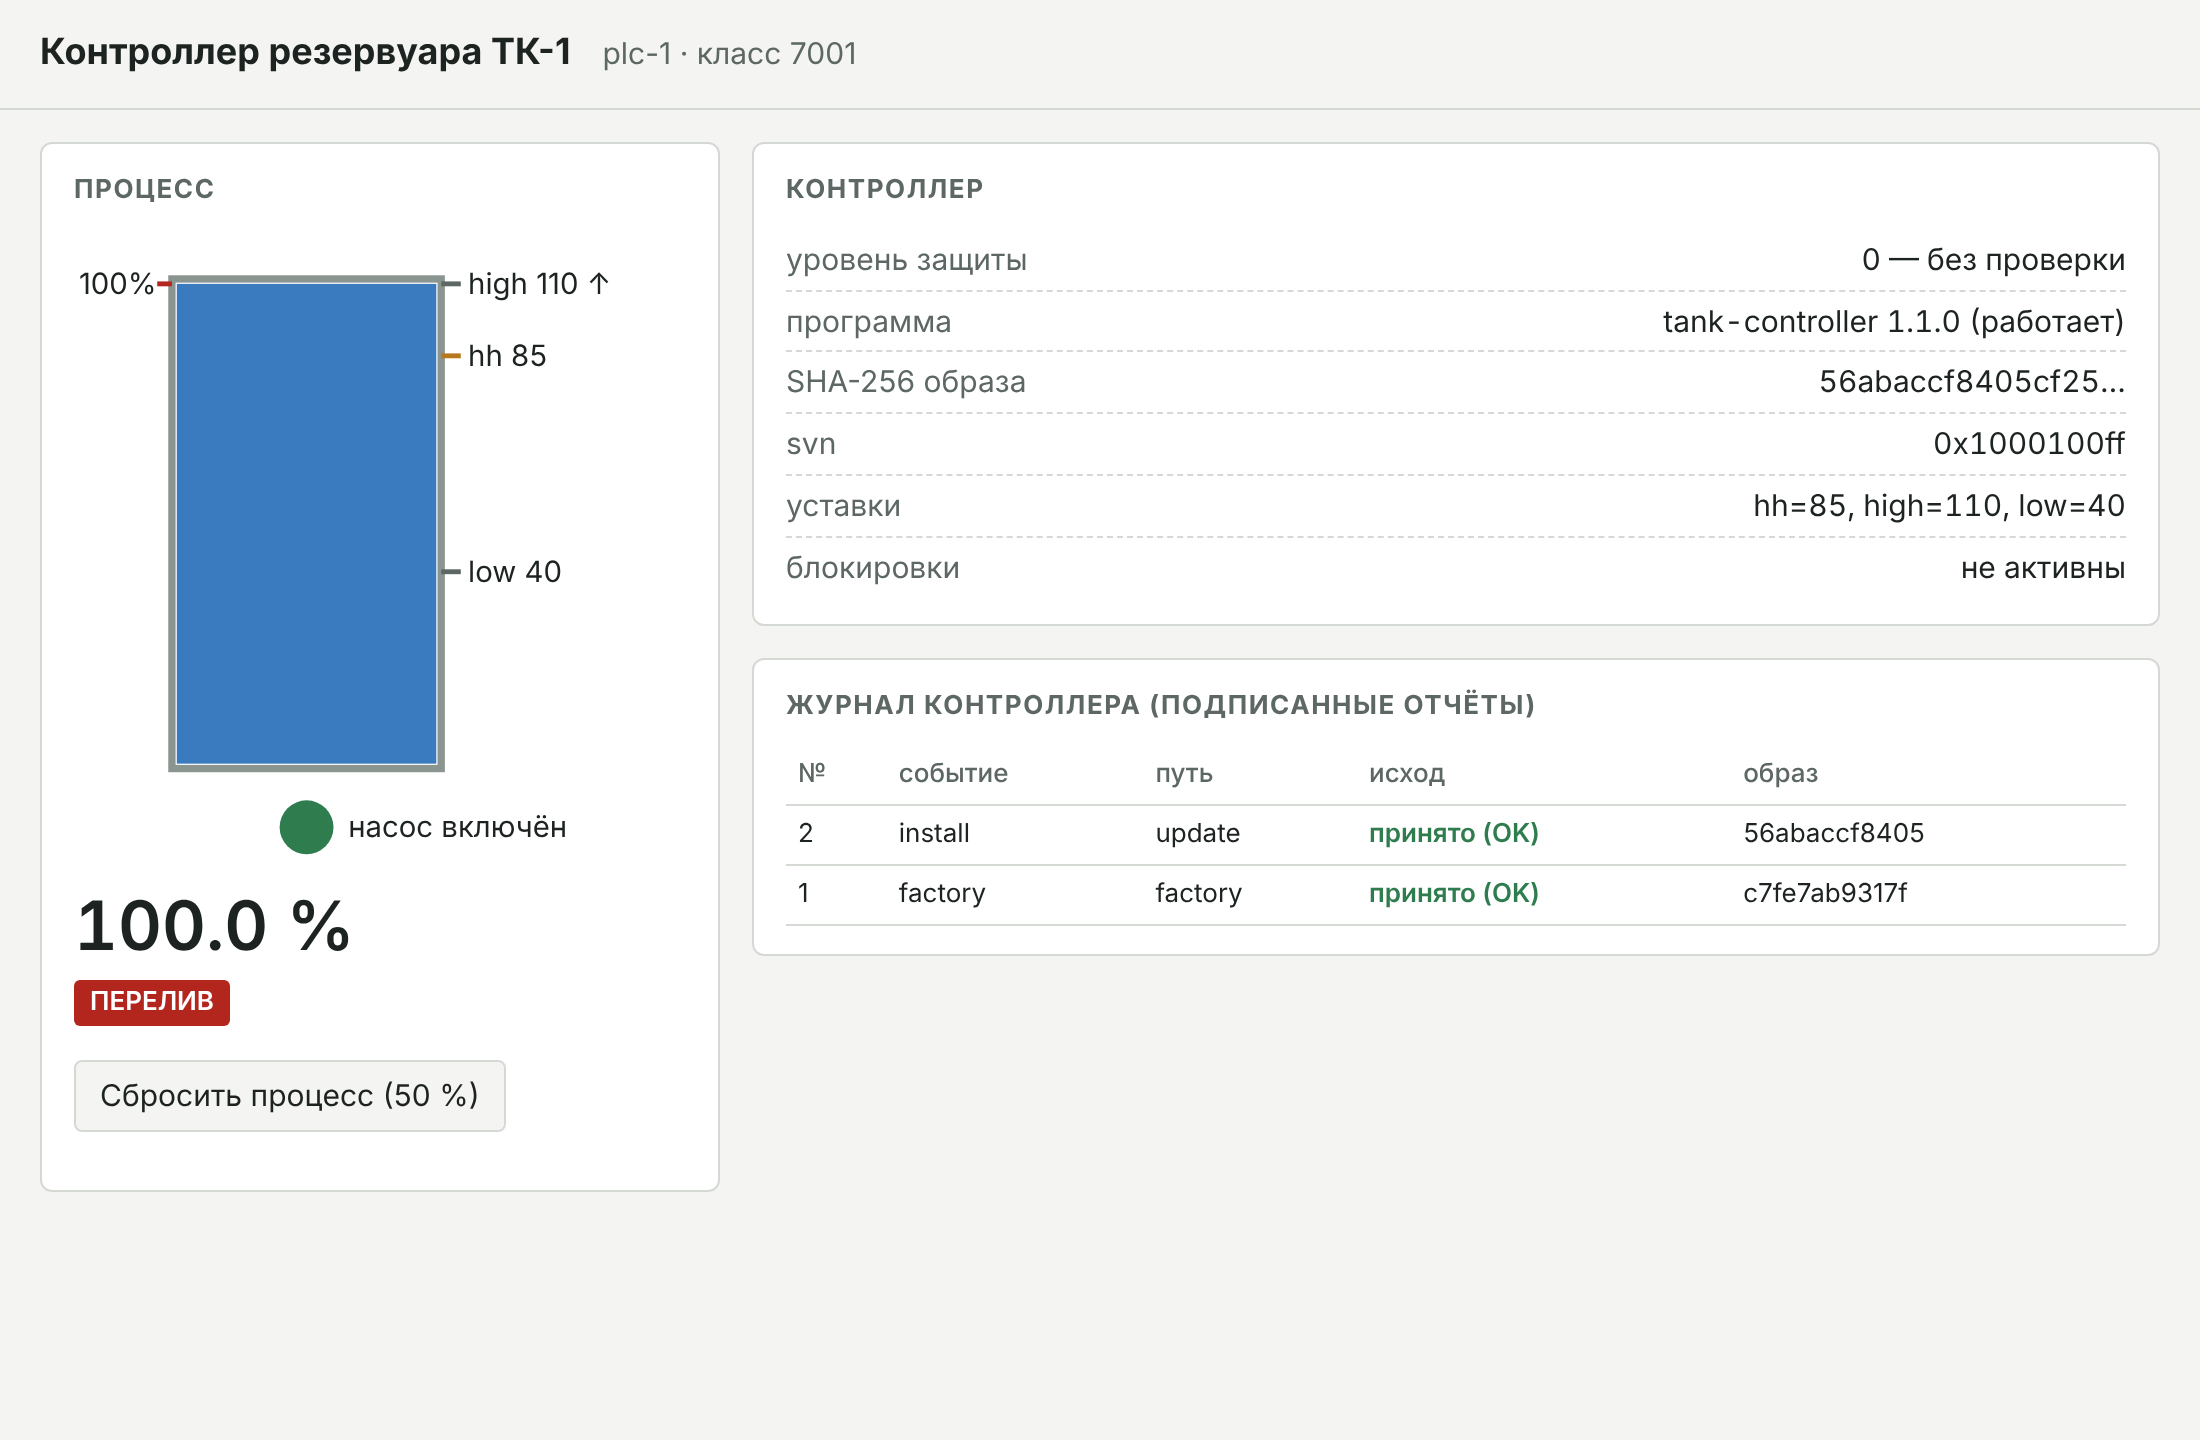 Контроллер резервуара ТК-1 plc-1 · класс 7001
ПРОЦЕСС
100% high 110 ↑
hh 85
low 40
насос включён
100.0 %
ПЕРЕЛИВ
Сбросить процесс (50 %)
КОНТРОЛЛЕР
уровень защиты 0 — без проверки
программа tank-controller 1.1.0 (работает)
SHA-256 образа 56abaccf8405cf25…
svn 0x1000100ff
уставки hh=85, high=110, low=40
блокировки не активны
ЖУРНАЛ КОНТРОЛЛЕРА (ПОДПИСАННЫЕ ОТЧЁТЫ)
№ событие путь исход образ
2 install update принято (OK) 56abaccf8405
1 factory factory принято (OK) c7fe7ab9317f